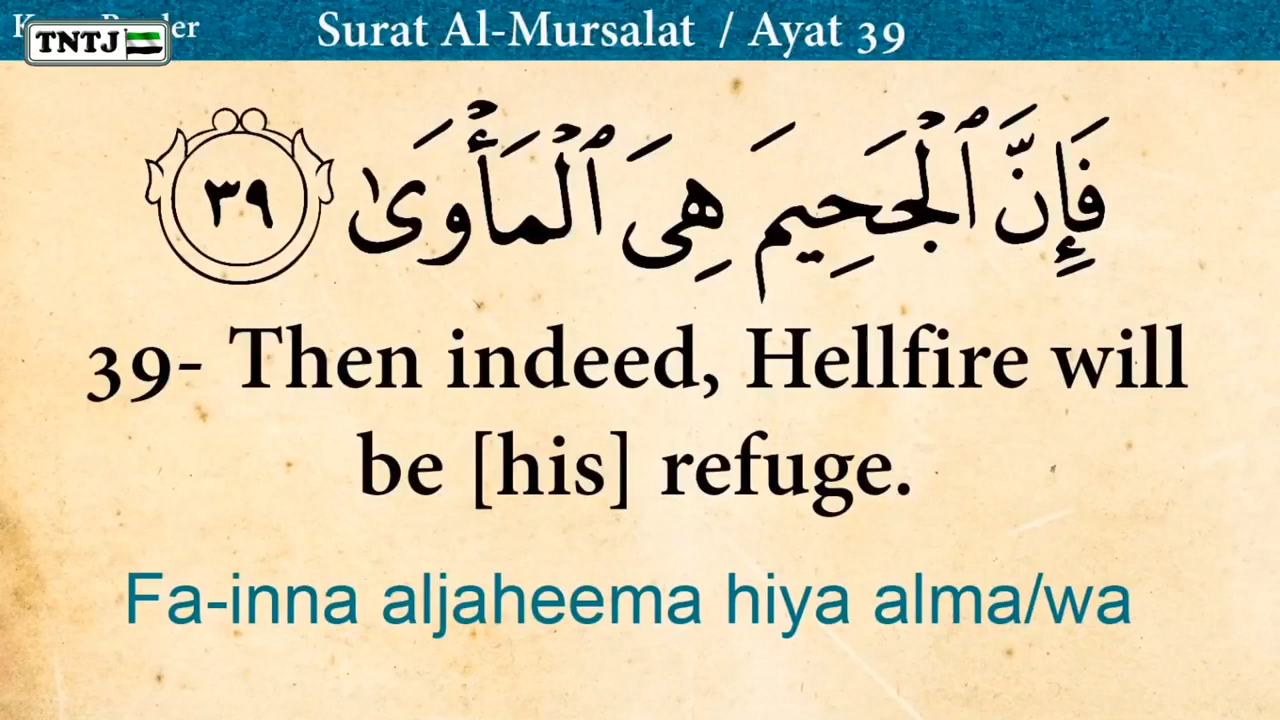 Surat Al-Mursalat / Ayat 39
TNTJ
فَإِنَّ ٱلْجَحِيمَ هِىَ ٱلْمَأْوَىٰ ٣٩
39- Then indeed, Hellfire will
be [his] refuge.
Fa-inna aljaheema hiya alma/wa